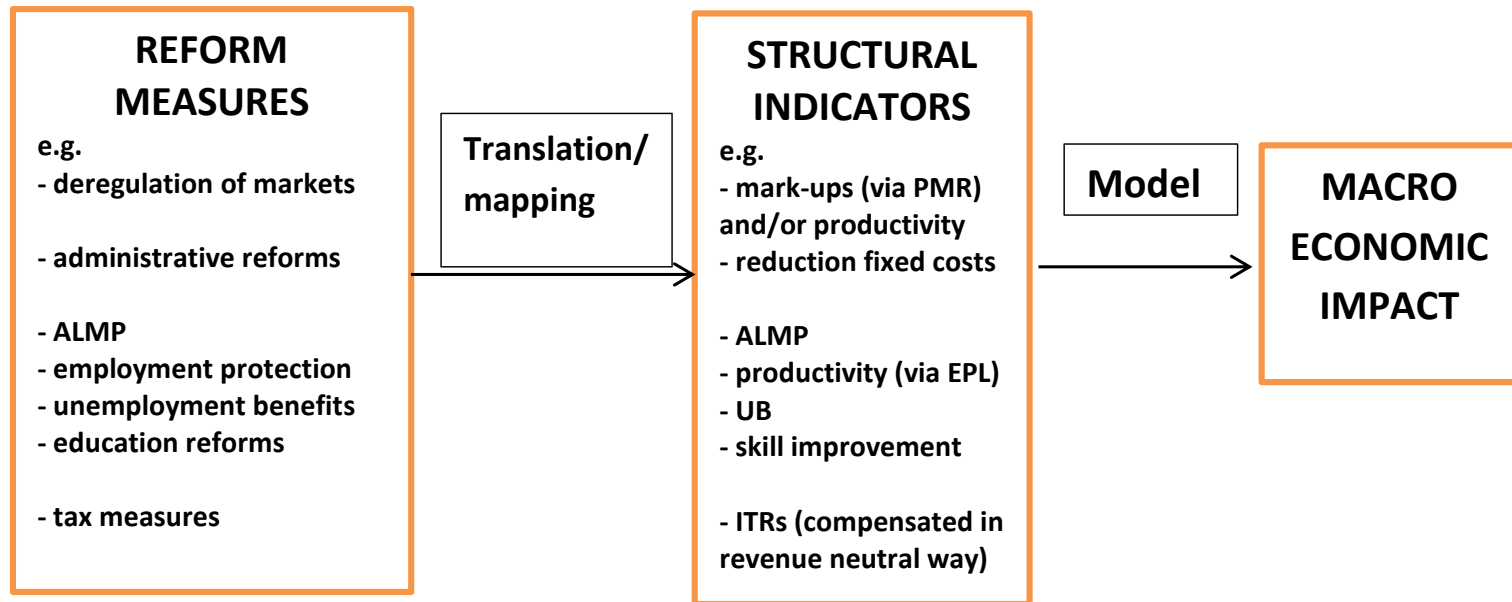 REFORM
MEASURES
e.g.
- deregulation of markets
- administrative reforms
- ALMP
- employment protection
- unemployment benefits
- education reforms
- tax measures
Translation/
mapping
STRUCTURAL
INDICATORS
e.g.
- mark-ups (via PMR)
and/or productivity
- reduction fixed costs
- ALMP
- productivity (via EPL)
- UB
- skill improvement
- ITRs (compensated in
revenue neutral way)
Model
MACRO
ECONOMIC
IMPACT